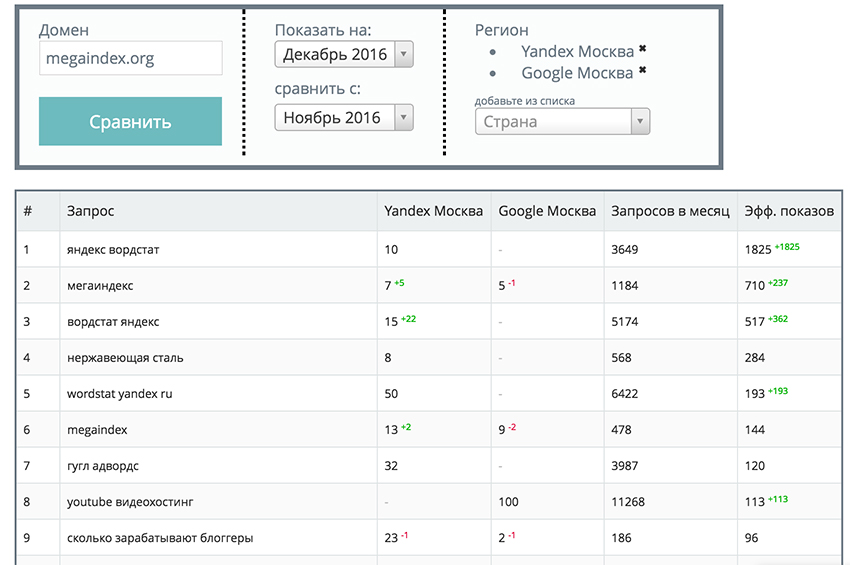 Домен
megaindex.org
Сравнить
Показать на:
Декабрь 2016
сравнить с:
Ноябрь 2016
Регион
Yandex Москва ✖
Google Москва ✖
добавьте из списка
Страна
# Запрос Yandex Москва Google Москва Запросов в месяц Эфф. показов
1 яндекс вордстат 10 - 3649 1825 +1825
2 мегаиндекс 7 +5 5 -1 1184 710 +237
3 вордстат яндекс 15 +22 - 5174 517 +362
4 нержавеющая сталь 8 - 568 284
5 wordstat yandex ru 50 - 6422 193 +193
6 megaindex 13 +2 9 -2 478 144
7 гугл адвордс 32 - 3987 120
8 youtube видеохостинг - 100 11268 113 +113
9 сколько зарабатывают блоггеры 23 -1 2 -1 186 96